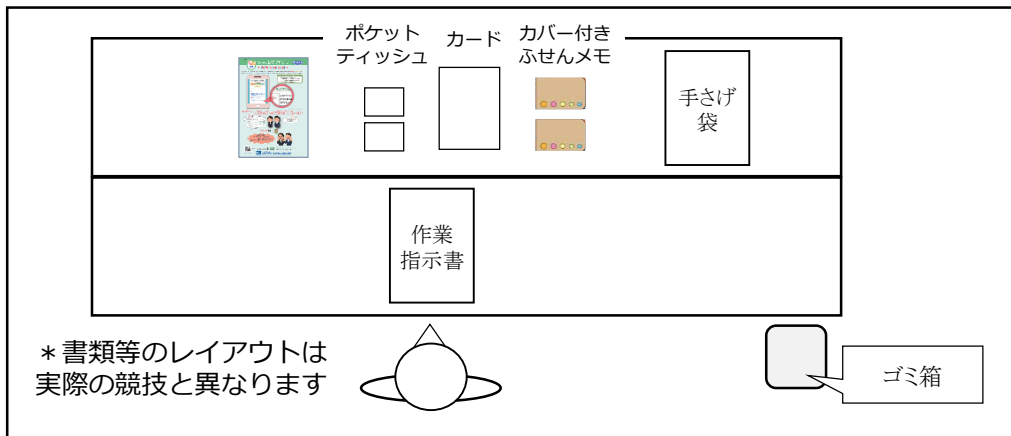 ポケット
ティッシュ
カード
カバー付き
ふせんメモ
手さげ
袋
作業
指示書
＊書類等のレイアウトは
実際の競技と異なります
ゴミ箱